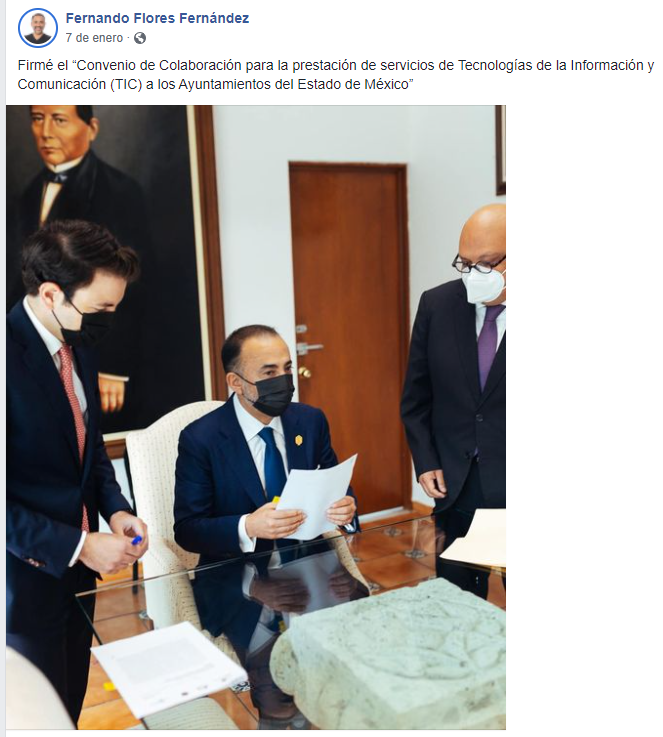 Fernando Flores Fernández
7 de enero ·
Firmé el “Convenio de Colaboración para la prestación de servicios de Tecnologías de la Información y
Comunicación (TIC) a los Ayuntamientos del Estado de México”